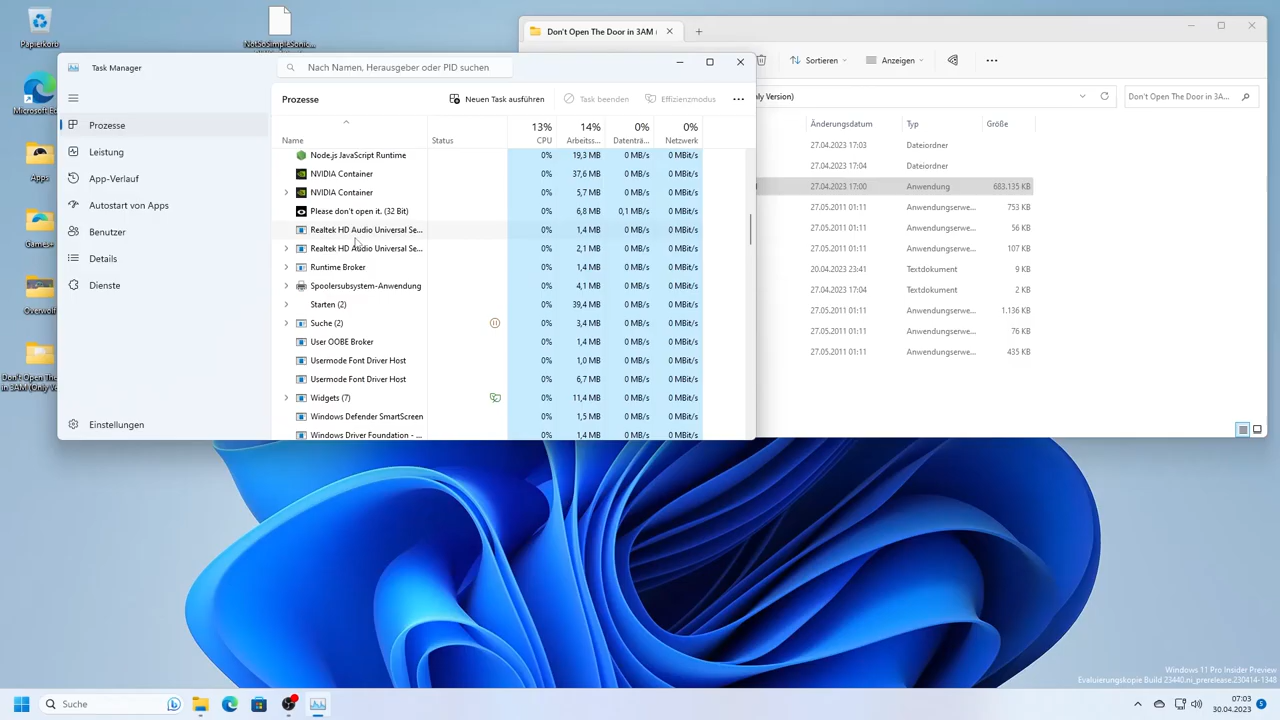 Papierkorb
NotSoSimpleSonic...
Microsoft Ed
Apps
Games+
Overwolf
Don't Open The
in 3AM (Only Ve
Task Manager
Nach Namen, Herausgeber oder PID suchen
Prozesse
Leistung
App-Verlauf
Autostart von Apps
Benutzer
Details
Dienste
Einstellungen
Prozesse
Neuen Task ausführen
Task beenden
Effizienzmodus
13% 14% 0% 0%
Name Status CPU Arbeitss... Datenträ... Netzwerk
Node.js JavaScript Runtime 0% 19,3 MB 0 MB/s 0 MBit/s
NVIDIA Container 0% 37,6 MB 0 MB/s 0 MBit/s
NVIDIA Container 0% 5,7 MB 0 MB/s 0 MBit/s
Please don't open it. (32 Bit) 0% 6,8 MB 0,1 MB/s 0 MBit/s
Realtek HD Audio Universal Se... 0% 1,4 MB 0 MB/s 0 MBit/s
Realtek HD Audio Universal Se... 0% 2,1 MB 0 MB/s 0 MBit/s
Runtime Broker 0% 1,4 MB 0 MB/s 0 MBit/s
Spoolersubsystem-Anwendung 0% 4,1 MB 0 MB/s 0 MBit/s
Starten (2) 0% 39,4 MB 0 MB/s 0 MBit/s
Suche (2) 0% 3,4 MB 0 MB/s 0 MBit/s
User OOBE Broker 0% 1,4 MB 0 MB/s 0 MBit/s
Usermode Font Driver Host 0% 1,0 MB 0 MB/s 0 MBit/s
Usermode Font Driver Host 0% 6,7 MB 0 MB/s 0 MBit/s
Widgets (7) 0% 11,4 MB 0 MB/s 0 MBit/s
Windows Defender SmartScreen 0% 1,5 MB 0 MB/s 0 MBit/s
Windows Driver Foundation - ... 0% 1,4 MB 0 MB/s 0 MBit/s
Don't Open The Door in 3AM (
Sortieren
Anzeigen
nly Version)
Don't Open The Door in 3A...
Änderungsdatum Typ Größe
27.04.2023 17:03 Dateiordner
27.04.2023 17:04 Dateiordner
27.04.2023 17:00 Anwendung 683.135 KB
27.05.2011 01:11 Anwendungserwe... 753 KB
27.05.2011 01:11 Anwendungserwe... 56 KB
27.05.2011 01:11 Anwendungserwe... 107 KB
20.04.2023 23:41 Textdokument 9 KB
27.04.2023 17:04 Textdokument 2 KB
27.05.2011 01:11 Anwendungserwe... 1.136 KB
27.05.2011 01:11 Anwendungserwe... 76 KB
27.05.2011 01:11 Anwendungserwe... 435 KB
Windows 11 Pro Insider Preview
Evaluierungskopie Build 23440.ni_prerelease.230414-1348
Suche
07:03
30.04.2023
5